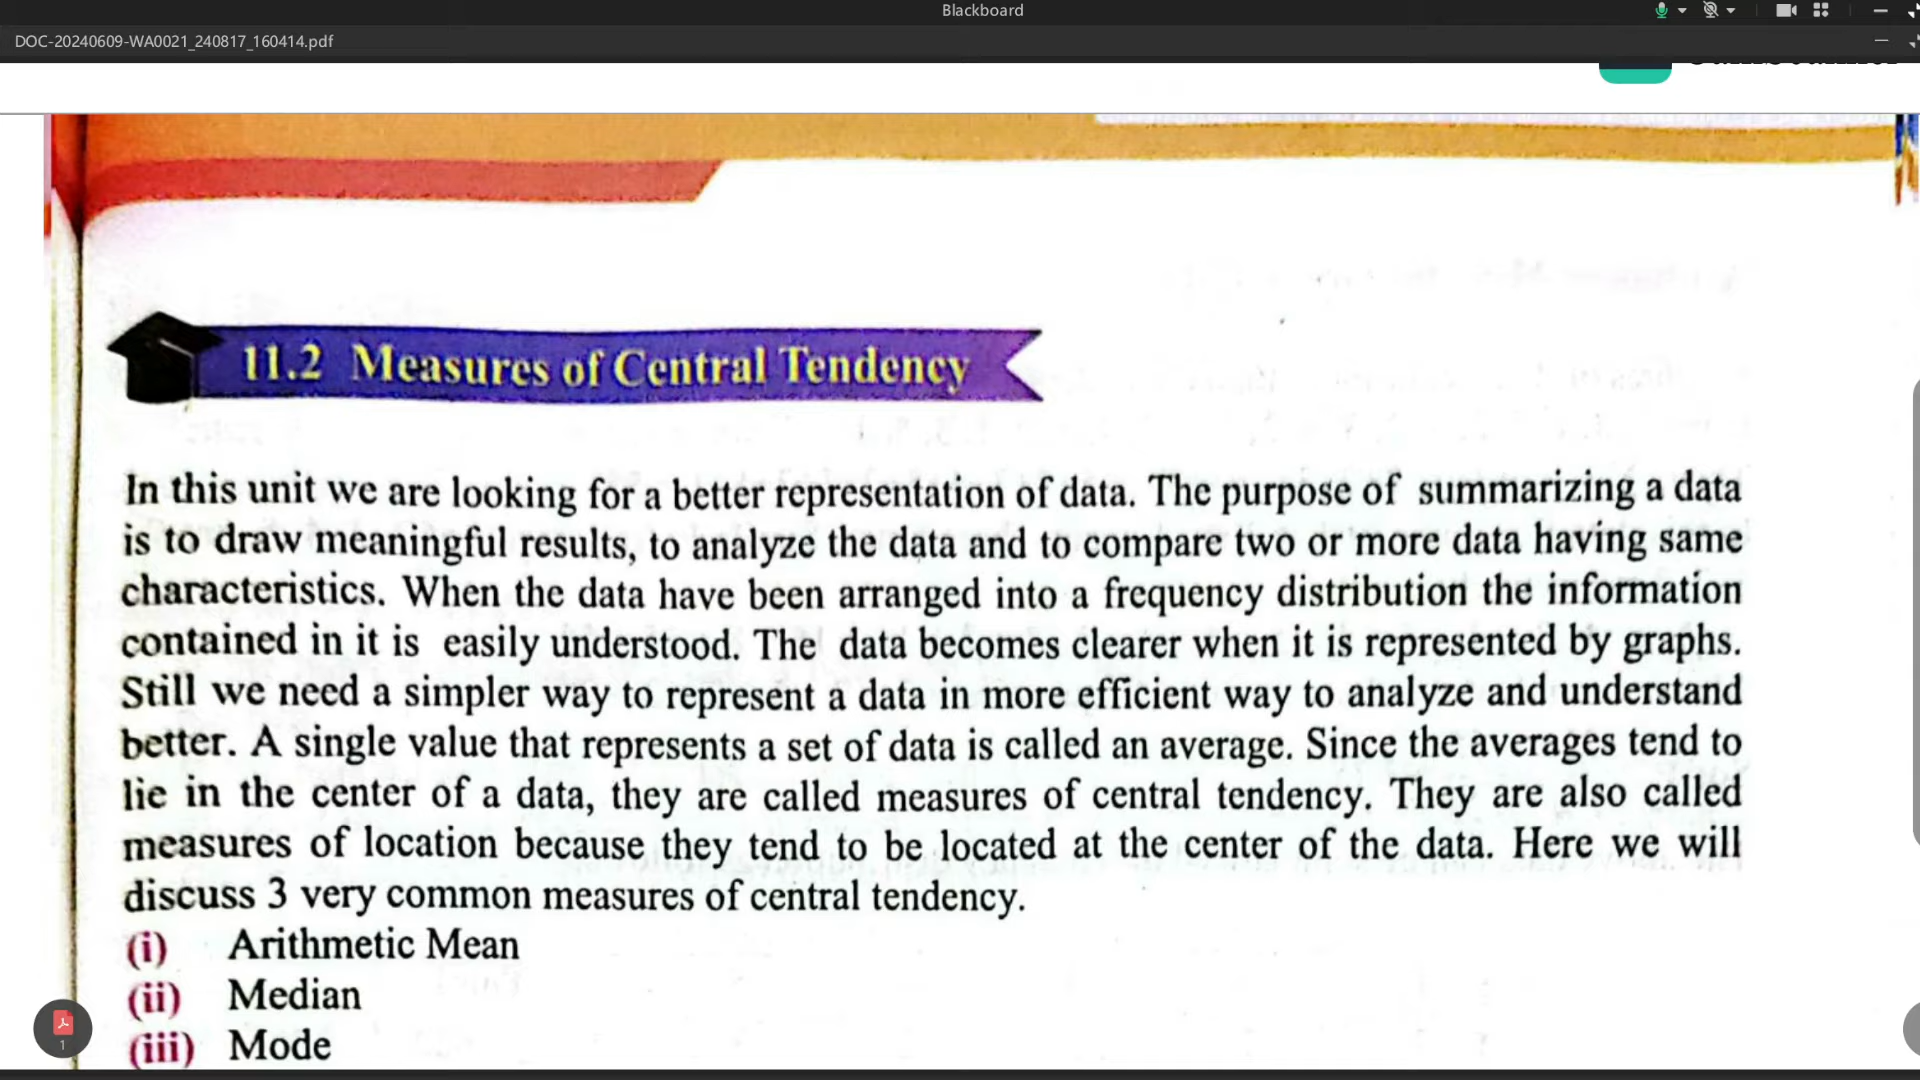 Blackboard
DOC-20240609-WA0021_240817_160414.pdf
11.2 Measures of Central Tendency
In this unit we are looking for a better representation of data. The purpose of summarizing a data
is to draw meaningful results, to analyze the data and to compare two or more data having same
characteristics. When the data have been arranged into a frequency distribution the information
contained in it is easily understood. The data becomes clearer when it is represented by graphs.
Still we need a simpler way to represent a data in more efficient way to analyze and understand
better. A single value that represents a set of data is called an average. Since the averages tend to
lie in the center of a data, they are called measures of central tendency. They are also called
measures of location because they tend to be located at the center of the data. Here we will
discuss 3 very common measures of central tendency.
(i) Arithmetic Mean
(ii) Median
(iii) Mode
1